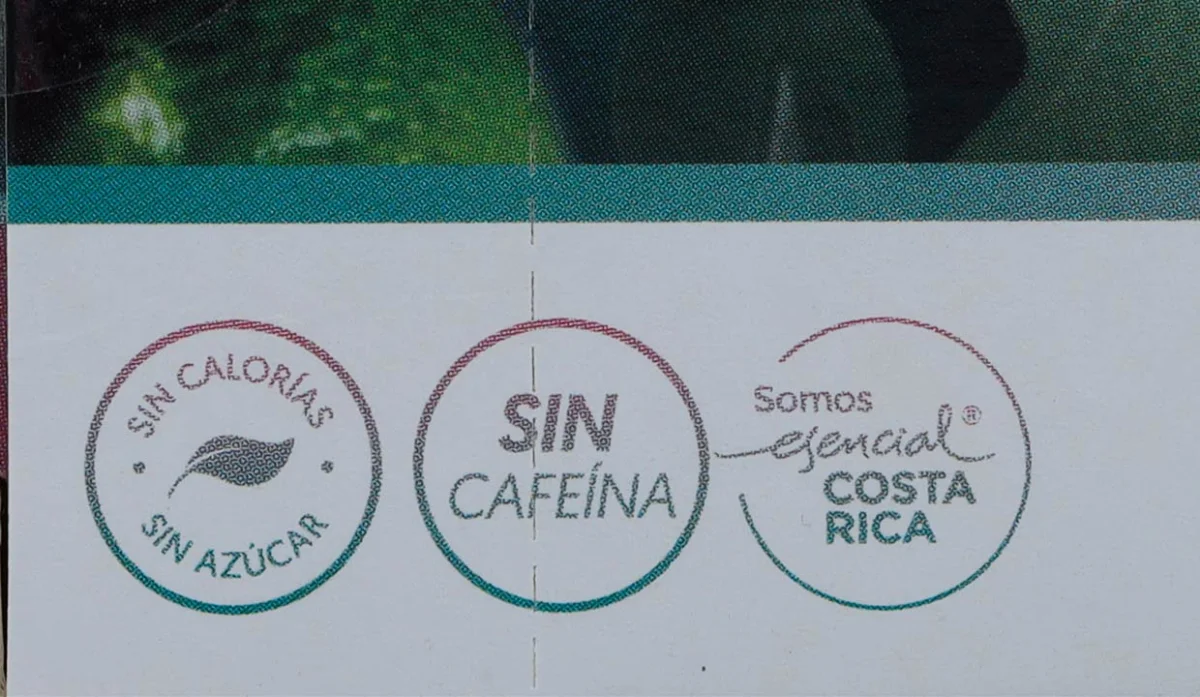 SIN CALORÍAS
SIN AZÚCAR
SIN
CAFEÍNA
Somos
esencial®
COSTA
RICA